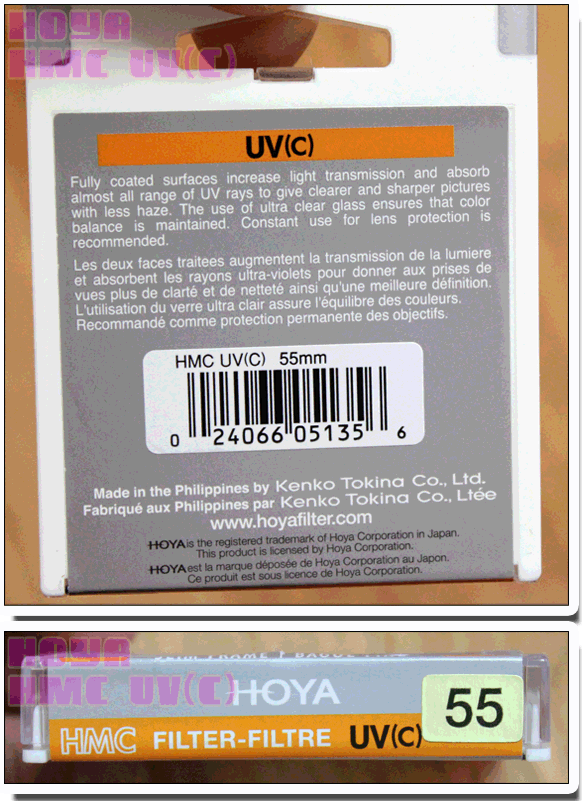 HOYA
HMC UV(C)
UV(C)
Fully coated surfaces increase light transmission and absorb
almost all range of UV rays to give clearer and sharper pictures
with less haze. The use of ultra clear glass ensures that color
balance is maintained. Constant use for lens protection is
recommended.
Les deux faces traitees augmentent la transmission de la lumiere
et absorbent les rayons ultra-violets pour donner aux prises de
vues plus de clarté et de netteté ainsi qu'une meilleure définition.
L'utilisation du verre ultra clair assure l'équilibre des couleurs.
Recommandé comme protection permanente des objectifs.
HMC UV(C) 55mm
0 24066 05135 6
Made in the Philippines by Kenko Tokina Co., Ltd.
Fabriqué aux Philippines par Kenko Tokina Co., Ltée
www.hoyafilter.com
HOYA is the registered trademark of Hoya Corporation in Japan.
This product is licensed by Hoya Corporation.
HOYA est la marque déposée de Hoya Corporation au Japon.
Ce produit est sous licence de Hoya Corporation.
HOYA
HMC UV(C)
HOYA
55
HMC FILTER-FILTRE UV(C)